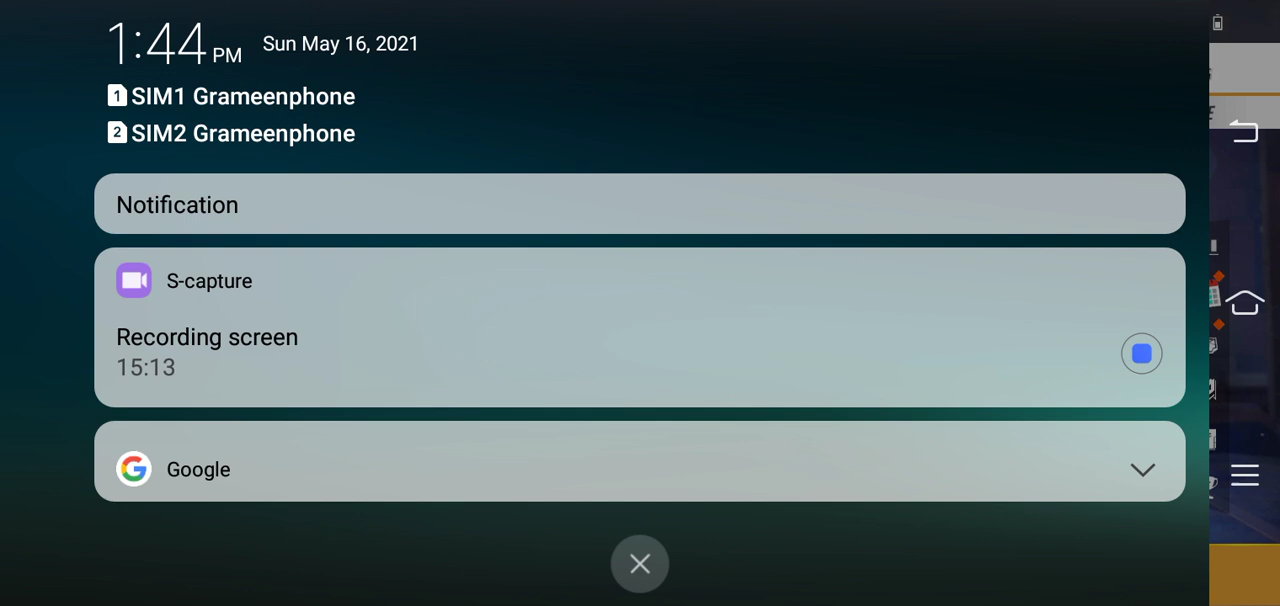 1:44 PM Sun May 16, 2021
1 SIM1 Grameenphone
2 SIM2 Grameenphone
Notification
S-capture
Recording screen
15:13
Google